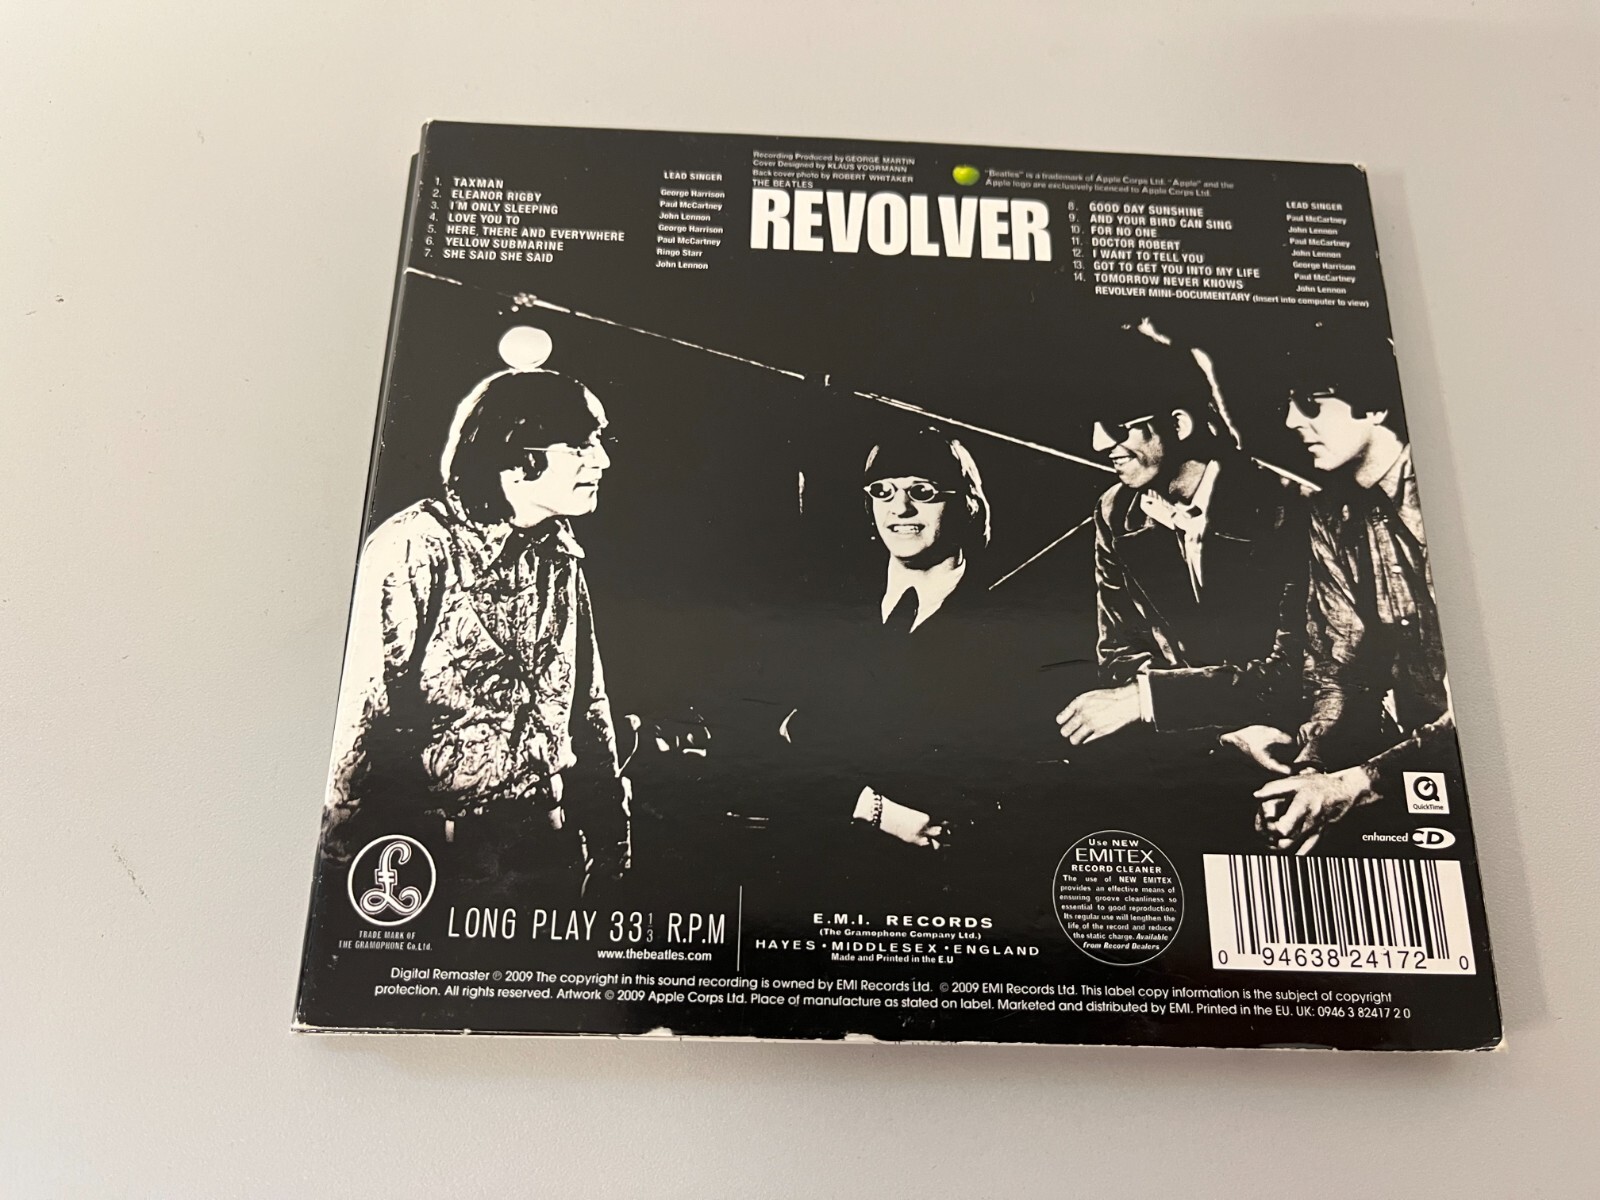 Recording Produced by GEORGE MARTIN
Cover Designed by KLAUS VOORMANN
Back cover photo by ROBERT WHITAKER
THE BEATLES
REVOLVER
"Beatles" is a trademark of Apple Corps Ltd. "Apple" and the
Apple logo are exclusively licenced to Apple Corps Ltd.
LEAD SINGER
1. TAXMAN George Harrison
2. ELEANOR RIGBY Paul McCartney
3. I'M ONLY SLEEPING John Lennon
4. LOVE YOU TO George Harrison
5. HERE, THERE AND EVERYWHERE Paul McCartney
6. YELLOW SUBMARINE Ringo Starr
7. SHE SAID SHE SAID John Lennon
LEAD SINGER
8. GOOD DAY SUNSHINE Paul McCartney
9. AND YOUR BIRD CAN SING John Lennon
10. FOR NO ONE Paul McCartney
11. DOCTOR ROBERT John Lennon
12. I WANT TO TELL YOU George Harrison
13. GOT TO GET YOU INTO MY LIFE Paul McCartney
14. TOMORROW NEVER KNOWS John Lennon
REVOLVER MINI-DOCUMENTARY (Insert into computer to view)
QuickTime
enhanced CD
£
TRADE MARK OF
THE GRAMOPHONE Co. Ltd.
LONG PLAY 33 1/3 R.P.M
www.thebeatles.com
E.M.I. RECORDS
(The Gramophone Company Ltd.)
HAYES · MIDDLESEX · ENGLAND
Made and Printed in the E.U
Use NEW
EMITEX
RECORD CLEANER
The use of NEW EMITEX
provides an effective means of
ensuring groove cleanliness so
essential to good reproduction.
Its regular use will lengthen the
life of the record and reduce
the static charge. Available
from Record Dealers
0 94638 24172 0
Digital Remaster ℗ 2009 The copyright in this sound recording is owned by EMI Records Ltd. © 2009 EMI Records Ltd. This label copy information is the subject of copyright
protection. All rights reserved. Artwork © 2009 Apple Corps Ltd. Place of manufacture as stated on label. Marketed and distributed by EMI. Printed in the EU. UK: 0946 3 82417 2 0